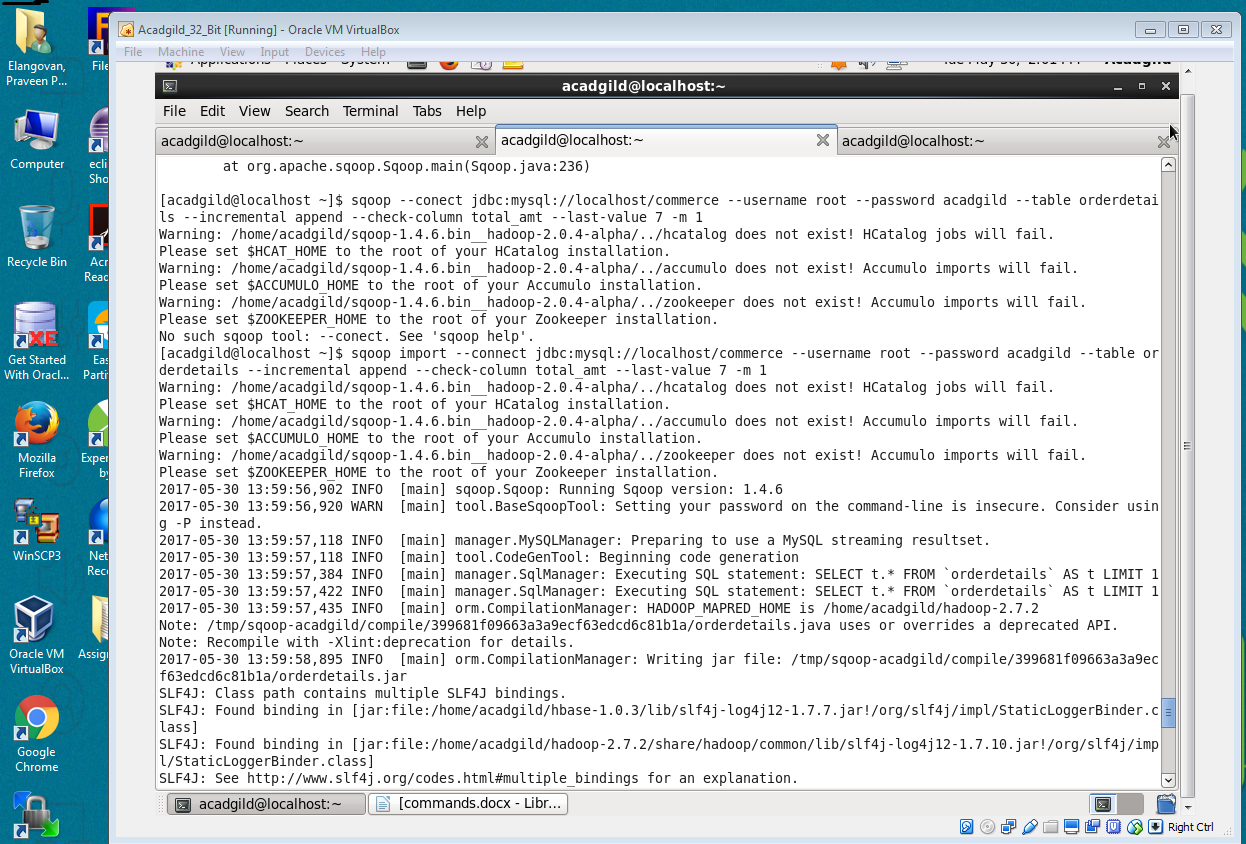 Acadgild_32_Bit [Running] - Oracle VM VirtualBox
File Machine View Input Devices Help
acadgild@localhost:~
File Edit View Search Terminal Tabs Help
acadgild@localhost:~ acadgild@localhost:~ acadgild@localhost:~
at org.apache.sqoop.Sqoop.main(Sqoop.java:236)
[acadgild@localhost ~]$ sqoop --conect jdbc:mysql://localhost/commerce --username root --password acadgild --table orderdetai
ls --incremental append --check-column total_amt --last-value 7 -m 1
Warning: /home/acadgild/sqoop-1.4.6.bin__hadoop-2.0.4-alpha/../hcatalog does not exist! HCatalog jobs will fail.
Please set $HCAT_HOME to the root of your HCatalog installation.
Warning: /home/acadgild/sqoop-1.4.6.bin__hadoop-2.0.4-alpha/../accumulo does not exist! Accumulo imports will fail.
Please set $ACCUMULO_HOME to the root of your Accumulo installation.
Warning: /home/acadgild/sqoop-1.4.6.bin__hadoop-2.0.4-alpha/../zookeeper does not exist! Accumulo imports will fail.
Please set $ZOOKEEPER_HOME to the root of your Zookeeper installation.
No such sqoop tool: --conect. See 'sqoop help'.
[acadgild@localhost ~]$ sqoop import --connect jdbc:mysql://localhost/commerce --username root --password acadgild --table or
derdetails --incremental append --check-column total_amt --last-value 7 -m 1
Warning: /home/acadgild/sqoop-1.4.6.bin__hadoop-2.0.4-alpha/../hcatalog does not exist! HCatalog jobs will fail.
Please set $HCAT_HOME to the root of your HCatalog installation.
Warning: /home/acadgild/sqoop-1.4.6.bin__hadoop-2.0.4-alpha/../accumulo does not exist! Accumulo imports will fail.
Please set $ACCUMULO_HOME to the root of your Accumulo installation.
Warning: /home/acadgild/sqoop-1.4.6.bin__hadoop-2.0.4-alpha/../zookeeper does not exist! Accumulo imports will fail.
Please set $ZOOKEEPER_HOME to the root of your Zookeeper installation.
2017-05-30 13:59:56,902 INFO  [main] sqoop.Sqoop: Running Sqoop version: 1.4.6
2017-05-30 13:59:56,920 WARN  [main] tool.BaseSqoopTool: Setting your password on the command-line is insecure. Consider usin
g -P instead.
2017-05-30 13:59:57,118 INFO  [main] manager.MySQLManager: Preparing to use a MySQL streaming resultset.
2017-05-30 13:59:57,118 INFO  [main] tool.CodeGenTool: Beginning code generation
2017-05-30 13:59:57,384 INFO  [main] manager.SqlManager: Executing SQL statement: SELECT t.* FROM `orderdetails` AS t LIMIT 1
2017-05-30 13:59:57,422 INFO  [main] manager.SqlManager: Executing SQL statement: SELECT t.* FROM `orderdetails` AS t LIMIT 1
2017-05-30 13:59:57,435 INFO  [main] orm.CompilationManager: HADOOP_MAPRED_HOME is /home/acadgild/hadoop-2.7.2
Note: /tmp/sqoop-acadgild/compile/399681f09663a3a9ecf63edcd6c81b1a/orderdetails.java uses or overrides a deprecated API.
Note: Recompile with -Xlint:deprecation for details.
2017-05-30 13:59:58,895 INFO  [main] orm.CompilationManager: Writing jar file: /tmp/sqoop-acadgild/compile/399681f09663a3a9ec
f63edcd6c81b1a/orderdetails.jar
SLF4J: Class path contains multiple SLF4J bindings.
SLF4J: Found binding in [jar:file:/home/acadgild/hbase-1.0.3/lib/slf4j-log4j12-1.7.7.jar!/org/slf4j/impl/StaticLoggerBinder.c
lass]
SLF4J: Found binding in [jar:file:/home/acadgild/hadoop-2.7.2/share/hadoop/common/lib/slf4j-log4j12-1.7.10.jar!/org/slf4j/imp
l/StaticLoggerBinder.class]
SLF4J: See http://www.slf4j.org/codes.html#multiple_bindings for an explanation.
acadgild@localhost:~ [commands.docx - Libr...
Right Ctrl
Elangovan,
Praveen P...
Computer
Recycle Bin
Get Started
With Oracl...
Mozilla
Firefox
WinSCP3
Oracle VM
VirtualBox
Google
Chrome
File
ecli
Sho
Acr
Read
Eas
Parti
Exper
by
Net
Rec
Assign